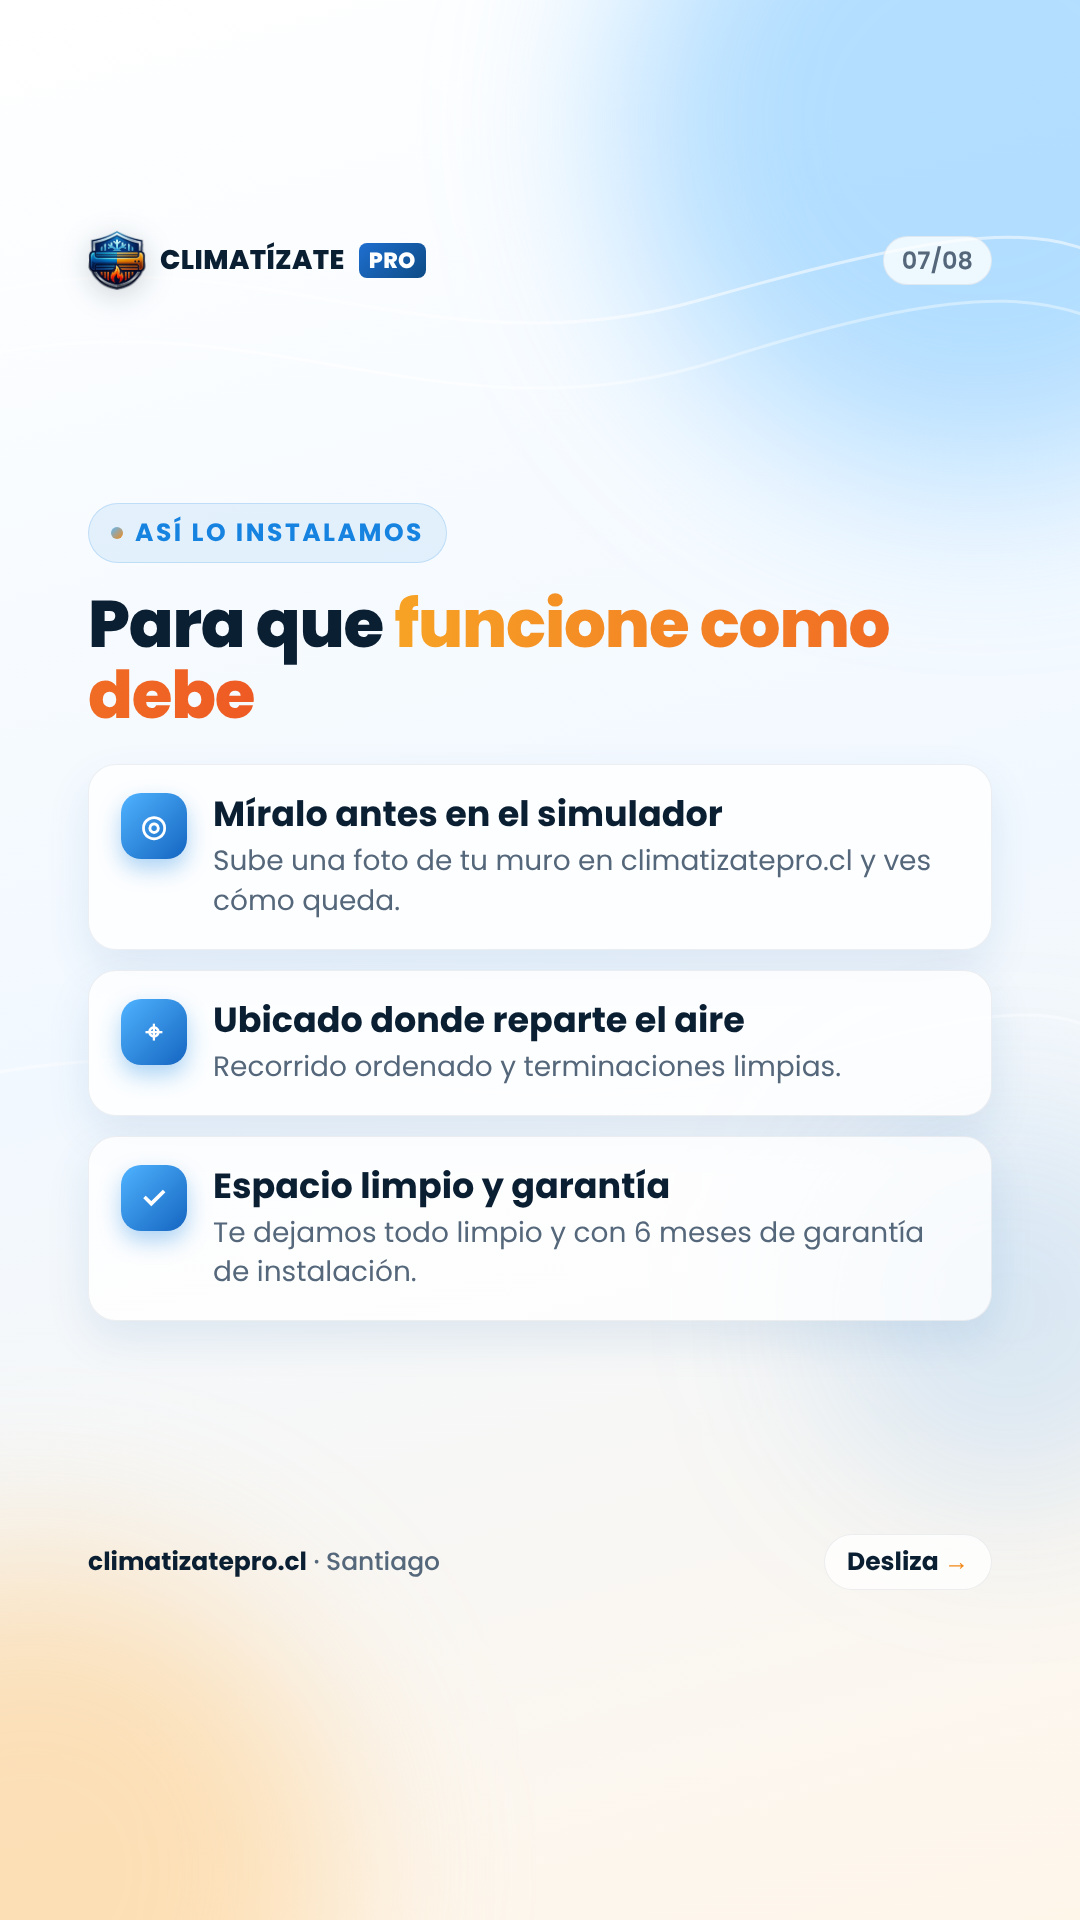 CLIMATÍZATE PRO
07/08
ASÍ LO INSTALAMOS
Para que funcione como
debe
Míralo antes en el simulador
Sube una foto de tu muro en climatizatepro.cl y ves
cómo queda.
Ubicado donde reparte el aire
Recorrido ordenado y terminaciones limpias.
Espacio limpio y garantía
Te dejamos todo limpio y con 6 meses de garantía
de instalación.
climatizatepro.cl · Santiago
Desliza →